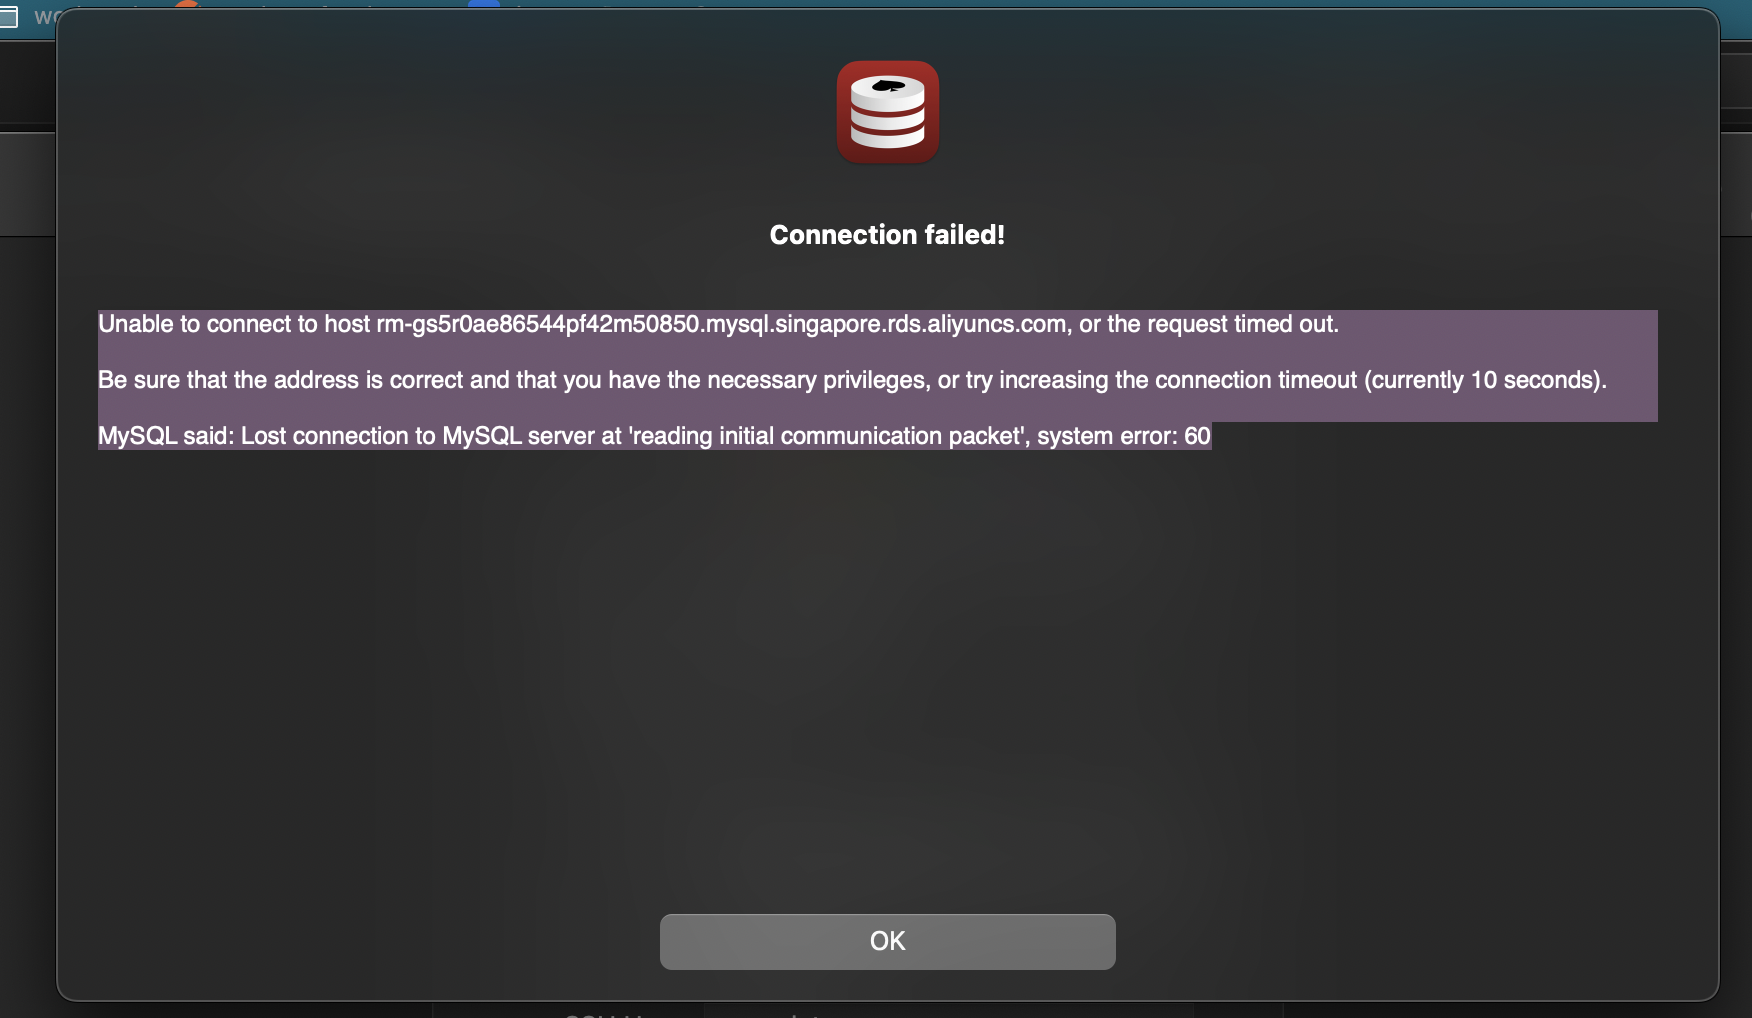 Connection failed!
Unable to connect to host rm-gs5r0ae86544pf42m50850.mysql.singapore.rds.aliyuncs.com, or the request timed out.
Be sure that the address is correct and that you have the necessary privileges, or try increasing the connection timeout (currently 10 seconds).
MySQL said: Lost connection to MySQL server at 'reading initial communication packet', system error: 60
OK